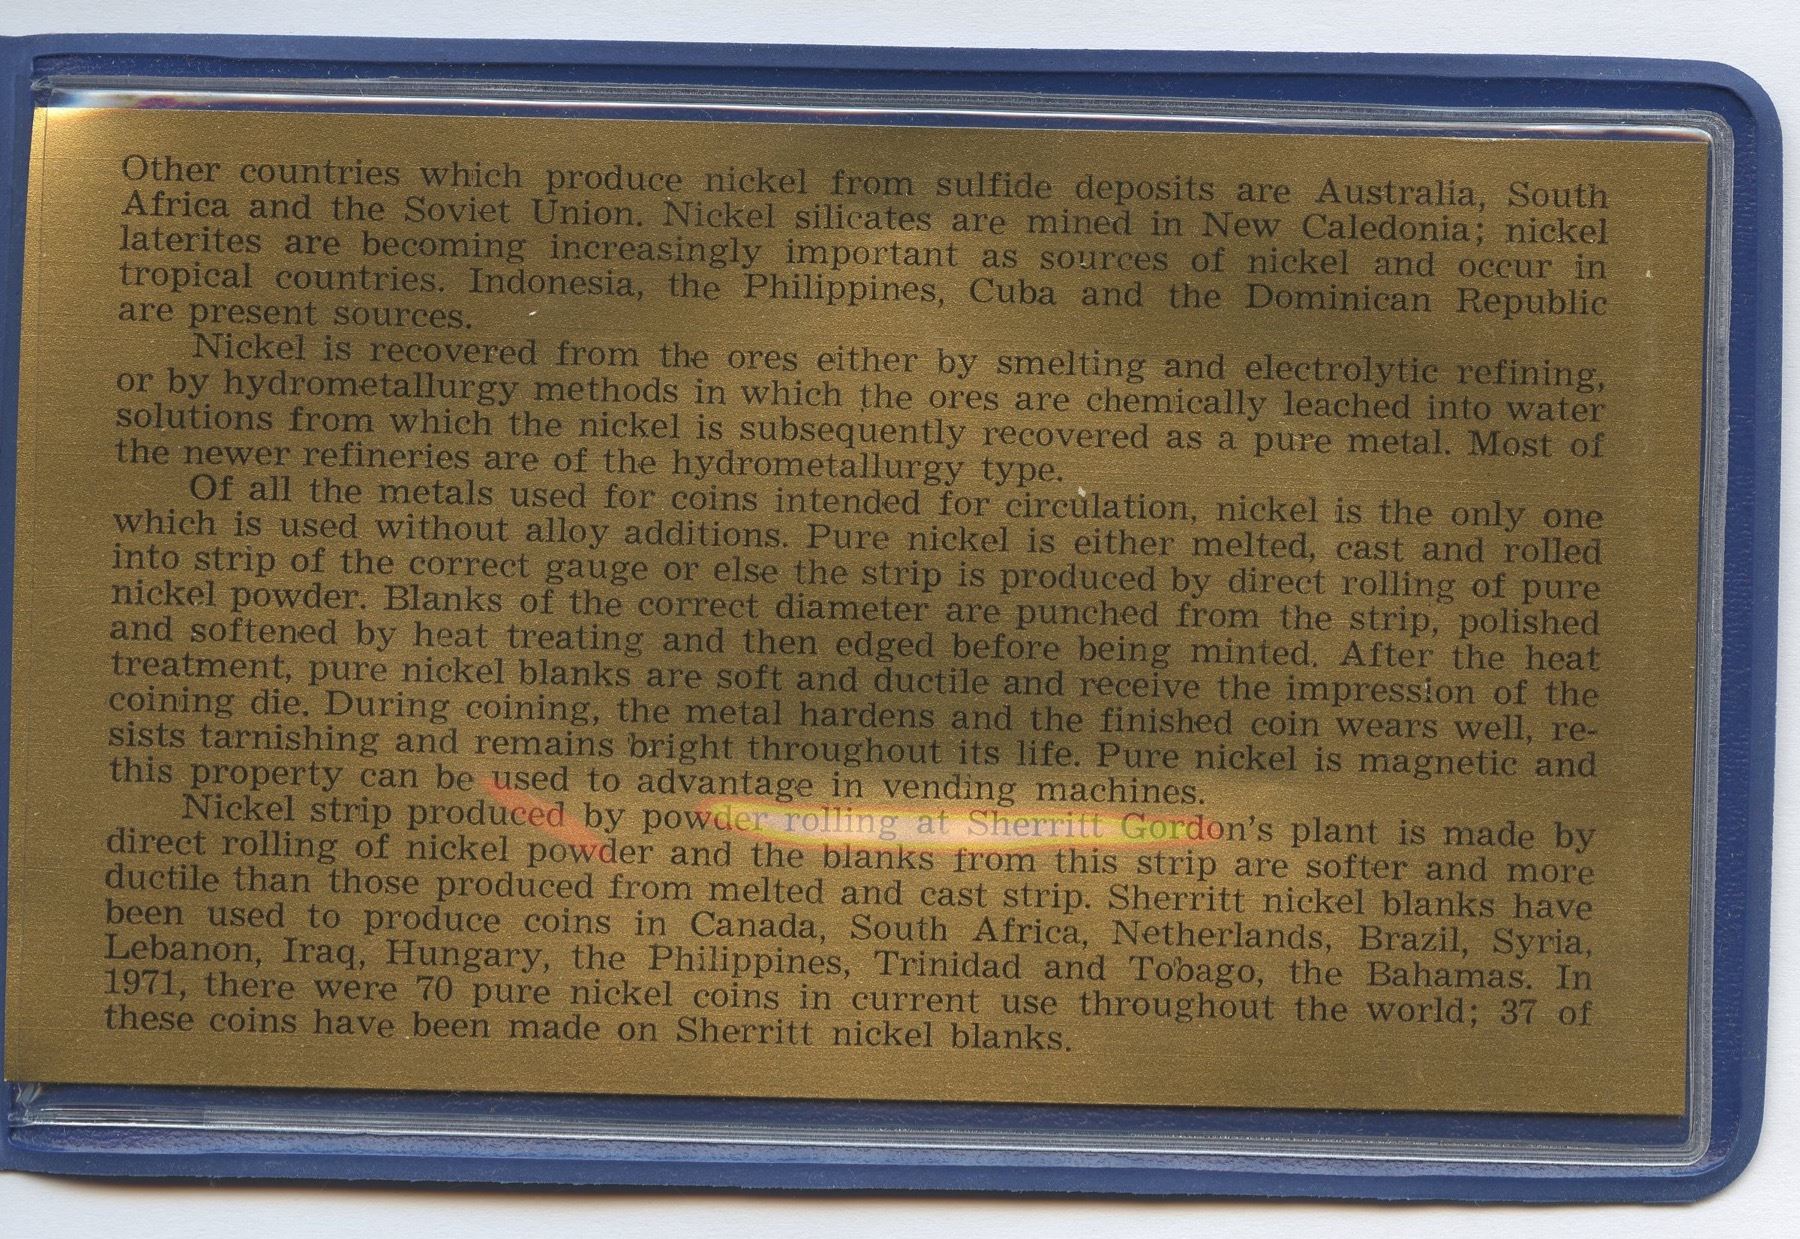 Other countries which produce nickel from sulfide deposits are Australia, South
Africa and the Soviet Union. Nickel silicates are mined in New Caledonia; nickel
laterites are becoming increasingly important as sources of nickel and occur in
tropical countries. Indonesia, the Philippines, Cuba and the Dominican Republic
are present sources.
Nickel is recovered from the ores either by smelting and electrolytic refining,
or by hydrometallurgy methods in which the ores are chemically leached into water
solutions from which the nickel is subsequently recovered as a pure metal. Most of
the newer refineries are of the hydrometallurgy type.
Of all the metals used for coins intended for circulation, nickel is the only one
which is used without alloy additions. Pure nickel is either melted, cast and rolled
into strip of the correct gauge or else the strip is produced by direct rolling of pure
nickel powder. Blanks of the correct diameter are punched from the strip, polished
and softened by heat treating and then edged before being minted. After the heat
treatment, pure nickel blanks are soft and ductile and receive the impression of the
coining die. During coining, the metal hardens and the finished coin wears well, re-
sists tarnishing and remains bright throughout its life. Pure nickel is magnetic and
this property can be used to advantage in vending machines.
Nickel strip produced by powder rolling at Sherritt Gordon's plant is made by
direct rolling of nickel powder and the blanks from this strip are softer and more
ductile than those produced from melted and cast strip. Sherritt nickel blanks have
been used to produce coins in Canada, South Africa, Netherlands, Brazil, Syria,
Lebanon, Iraq, Hungary, the Philippines, Trinidad and Tobago, the Bahamas. In
1971, there were 70 pure nickel coins in current use throughout the world; 37 of
these coins have been made on Sherritt nickel blanks.